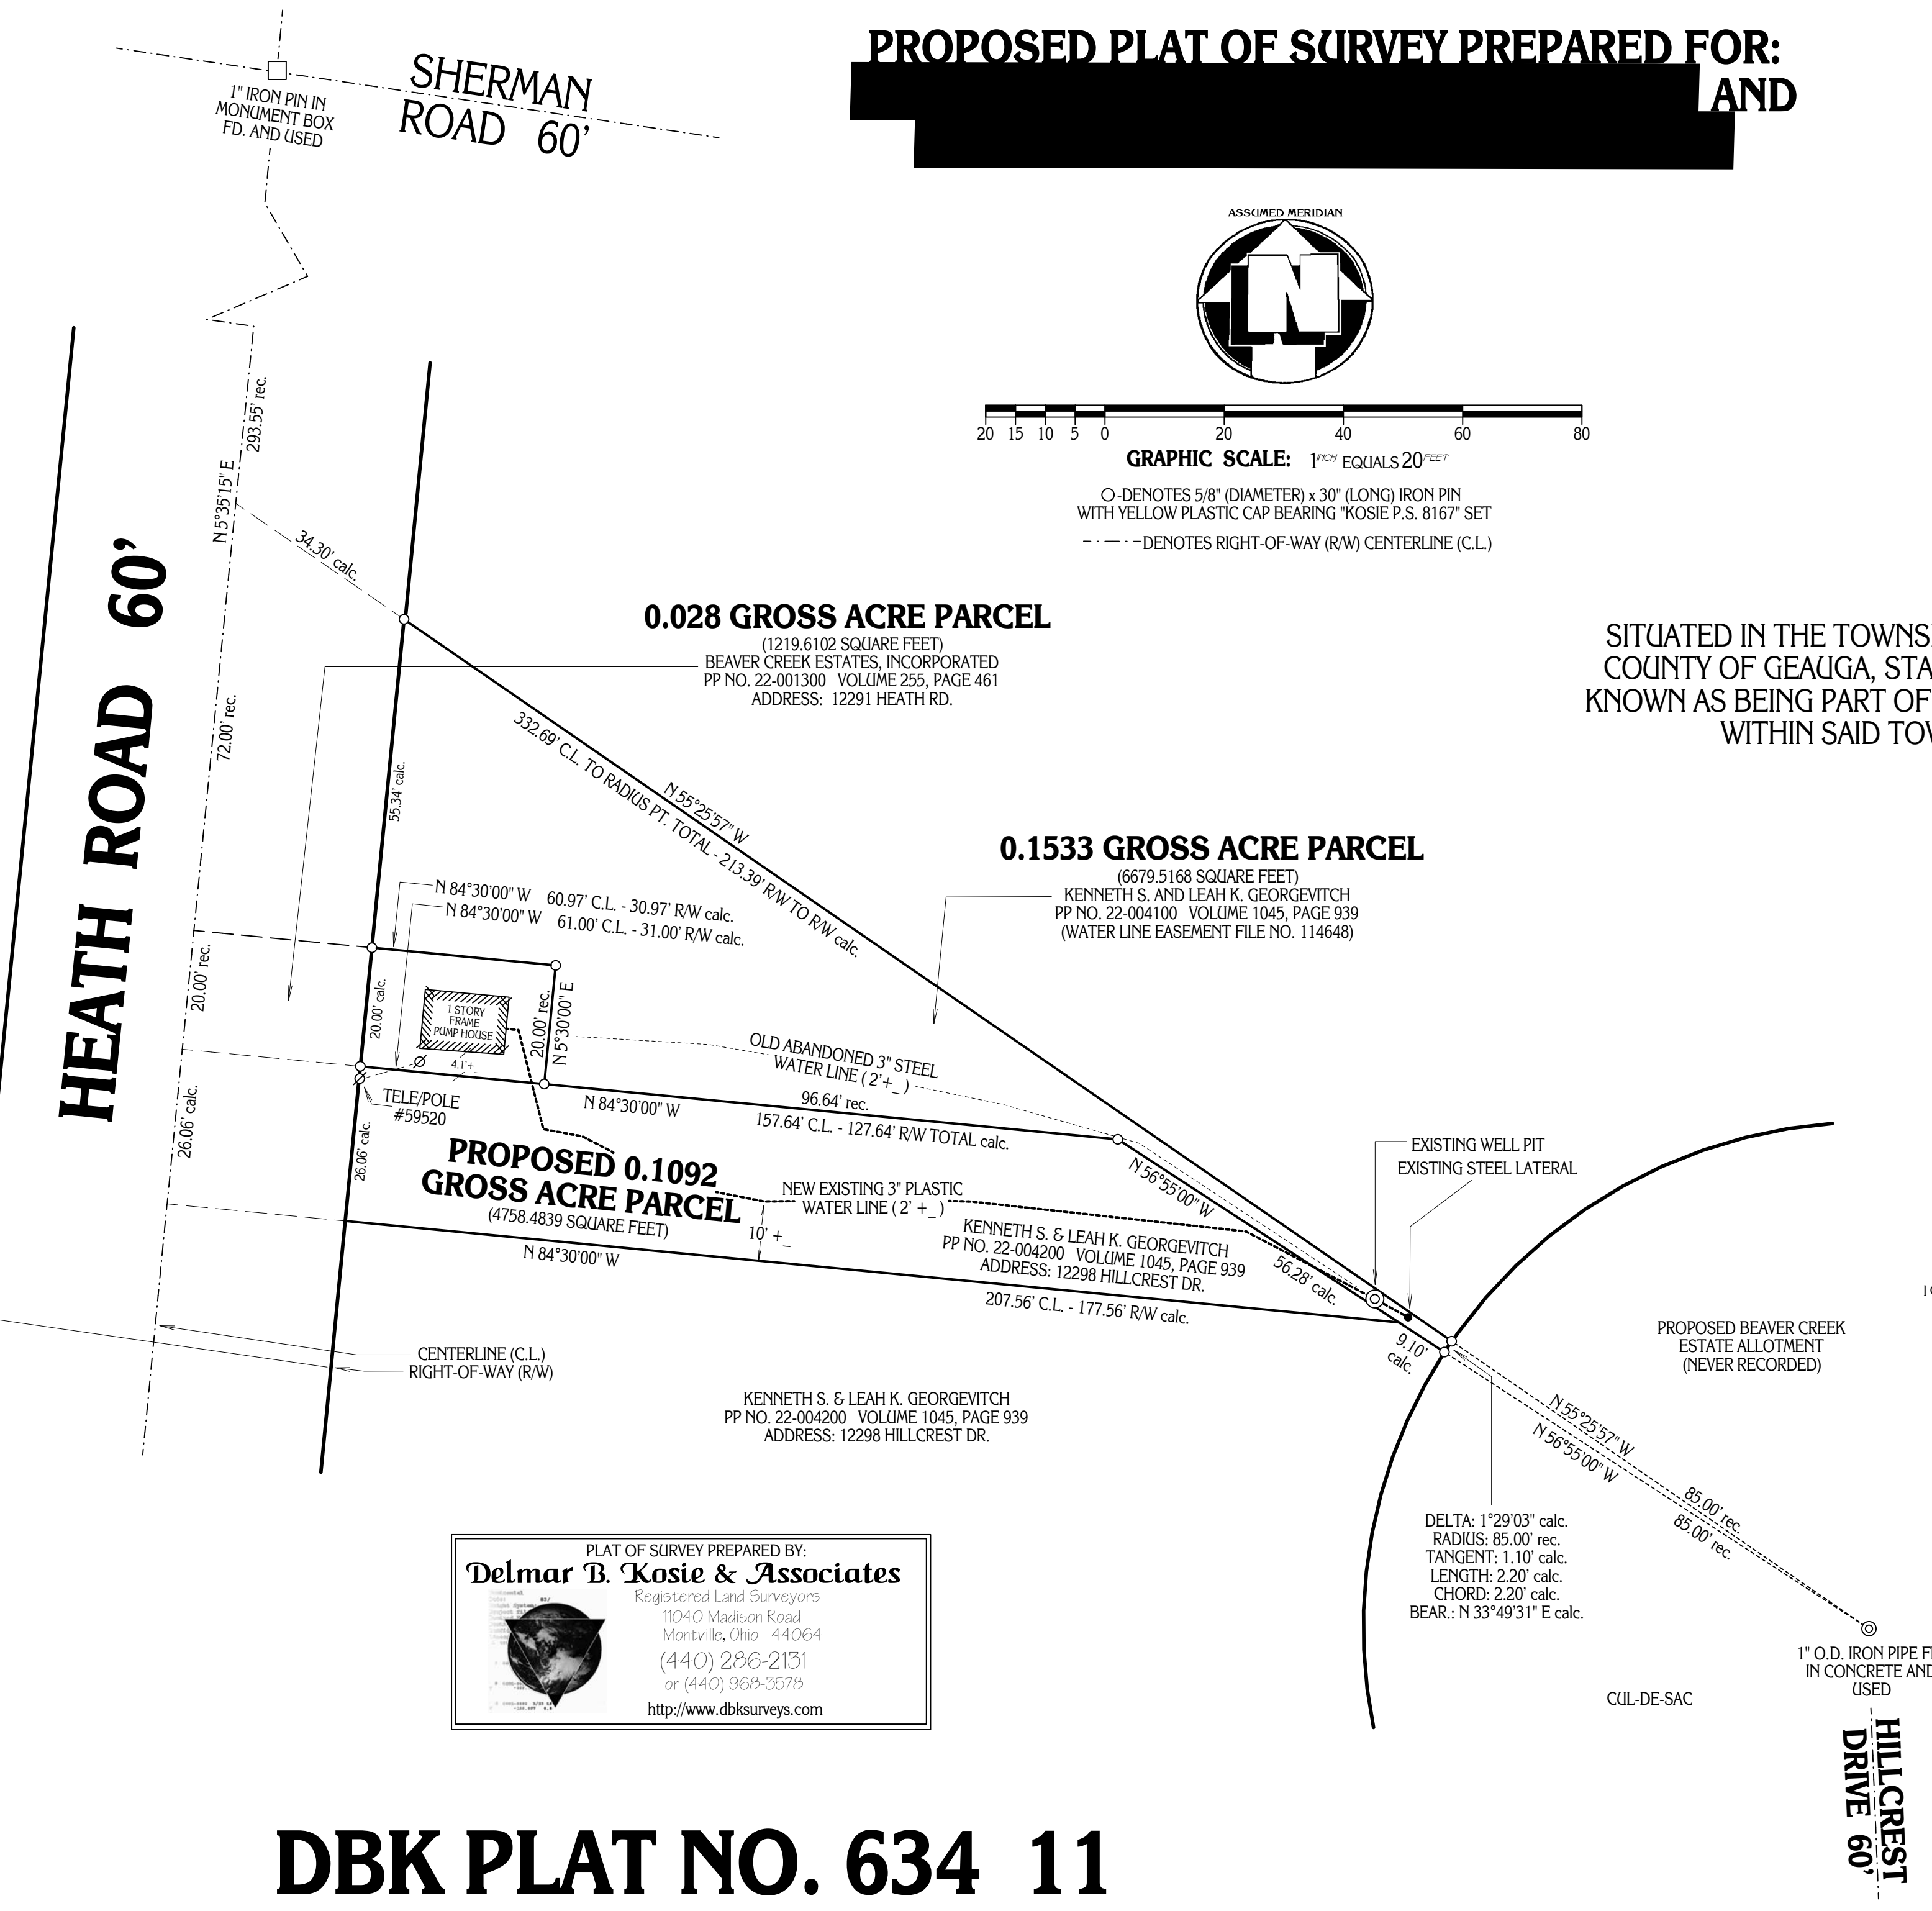 PROPOSED PLAT OF SURVEY PREPARED FOR:
AND
SHERMAN
ROAD 60'
1" IRON PIN IN
MONUMENT BOX
FD. AND USED
ASSUMED MERIDIAN
N
20 15 10 5 0 20 40 60 80
GRAPHIC SCALE: 1INCH EQUALS 20FEET
O-DENOTES 5/8" (DIAMETER) x 30" (LONG) IRON PIN
WITH YELLOW PLASTIC CAP BEARING "KOSIE P.S. 8167" SET
DENOTES RIGHT-OF-WAY (R/W) CENTERLINE (C.L.)
293.55' rec.
N 5°35'15" E
34.30' calc.
72.00' rec.
HEATH ROAD 60'
0.028 GROSS ACRE PARCEL
(1219.6102 SQUARE FEET)
BEAVER CREEK ESTATES, INCORPORATED
PP NO. 22-001300 VOLUME 255, PAGE 461
ADDRESS: 12291 HEATH RD.
SITUATED IN THE TOWNS
COUNTY OF GEAUGA, STA
KNOWN AS BEING PART OF
WITHIN SAID TOW
55.34' calc.
N 55°25'57" W
332.69' C.L. TO RADIUS PT. TOTAL - 213.39' R/W TO R/W calc.
0.1533 GROSS ACRE PARCEL
(6679.5168 SQUARE FEET)
KENNETH S. AND LEAH K. GEORGEVITCH
PP NO. 22-004100 VOLUME 1045, PAGE 939
(WATER LINE EASEMENT FILE NO. 114648)
N 84°30'00" W 60.97' C.L. - 30.97' R/W calc.
N 84°30'00" W 61.00' C.L. - 31.00' R/W calc.
20.00' rec.
20.00' calc.
1 STORY
FRAME
PUMP HOUSE
4.1'+_
20.00' rec.
N 5°30'00" E
OLD ABANDONED 3" STEEL
WATER LINE ( 2'+_ )
TELE/POLE
#59520
N 84°30'00" W
96.64' rec.
157.64' C.L. - 127.64' R/W TOTAL calc.
26.06' calc.
26.06' calc.
PROPOSED 0.1092
GROSS ACRE PARCEL
(4758.4839 SQUARE FEET)
NEW EXISTING 3" PLASTIC
WATER LINE ( 2' +_ )
10' +_
N 56°55'00" W
EXISTING WELL PIT
EXISTING STEEL LATERAL
KENNETH S. & LEAH K. GEORGEVITCH
PP NO. 22-004200 VOLUME 1045, PAGE 939
ADDRESS: 12298 HILLCREST DR.
56.28' calc.
N 84°30'00" W
207.56' C.L. - 177.56' R/W calc.
9.10'
calc.
CENTERLINE (C.L.)
RIGHT-OF-WAY (R/W)
PROPOSED BEAVER CREEK
ESTATE ALLOTMENT
(NEVER RECORDED)
KENNETH S. & LEAH K. GEORGEVITCH
PP NO. 22-004200 VOLUME 1045, PAGE 939
ADDRESS: 12298 HILLCREST DR.
N 55°25'57" W
N 56°55'00" W
85.00' rec.
85.00' rec.
DELTA: 1°29'03" calc.
RADIUS: 85.00' rec.
TANGENT: 1.10' calc.
LENGTH: 2.20' calc.
CHORD: 2.20' calc.
BEAR.: N 33°49'31" E calc.
PLAT OF SURVEY PREPARED BY:
Delmar B. Kosie & Associates
Registered Land Surveyors
11040 Madison Road
Montville, Ohio 44064
(440) 286-2131
or (440) 968-3578
http://www.dbksurveys.com
1" O.D. IRON PIPE F
IN CONCRETE AND
USED
CUL-DE-SAC
HILLCREST
DRIVE 60'
DBK PLAT NO. 634 11